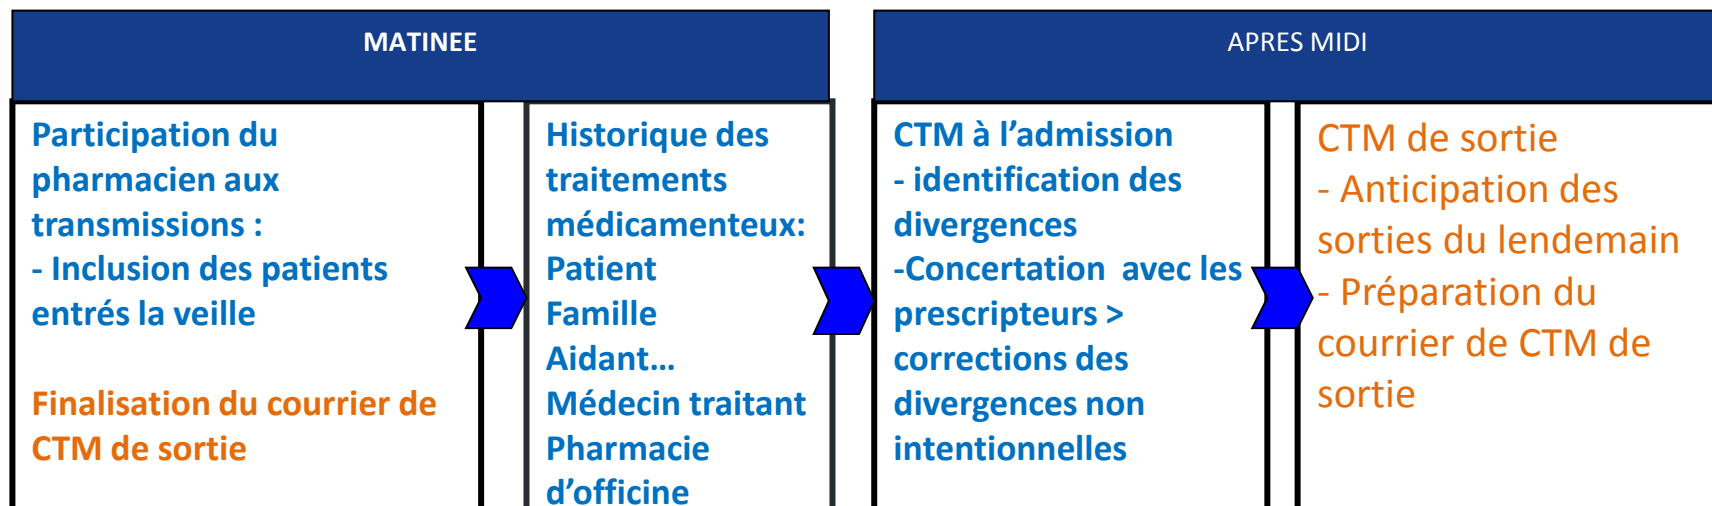 MATINEE
Participation du
pharmacien aux
transmissions :
- Inclusion des patients
entrés la veille
Finalisation du courrier de
CTM de sortie
Historique des
traitements
médicamenteux:
Patient
Famille
Aidant…
Médecin traitant
Pharmacie
d’officine
APRES MIDI
CTM à l’admission
- identification des
divergences
-Concertation  avec les
prescripteurs >
corrections des
divergences non
intentionnelles
CTM de sortie
- Anticipation des
sorties du lendemain
- Préparation du
courrier de CTM de
sortie